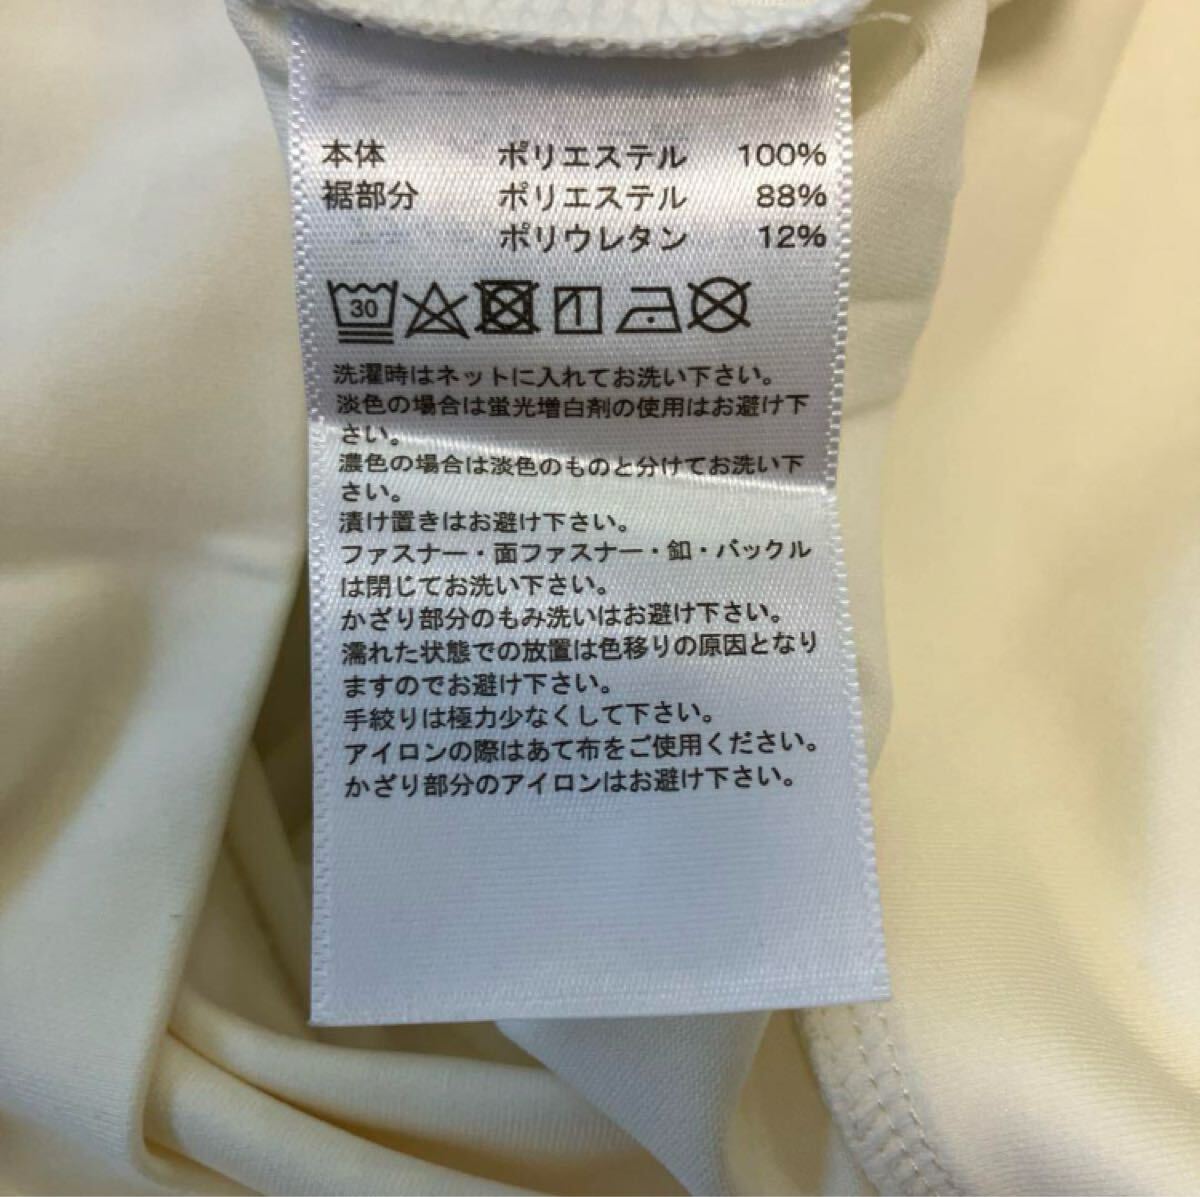 本体 ポリエステル 100%
裾部分 ポリエステル 88%
ポリウレタン 12%
30
洗濯時はネットに入れてお洗い下さい。
淡色の場合は蛍光増白剤の使用はお避け下
さい。
濃色の場合は淡色のものと分けてお洗い下
さい。
漬け置きはお避け下さい。
ファスナー・面ファスナー・釦・バックル
は閉じてお洗い下さい。
かざり部分のもみ洗いはお避け下さい。
濡れた状態での放置は色移りの原因となり
ますのでお避け下さい。
手絞りは極力少なくして下さい。
アイロンの際はあて布をご使用ください。
かざり部分のアイロンはお避け下さい。